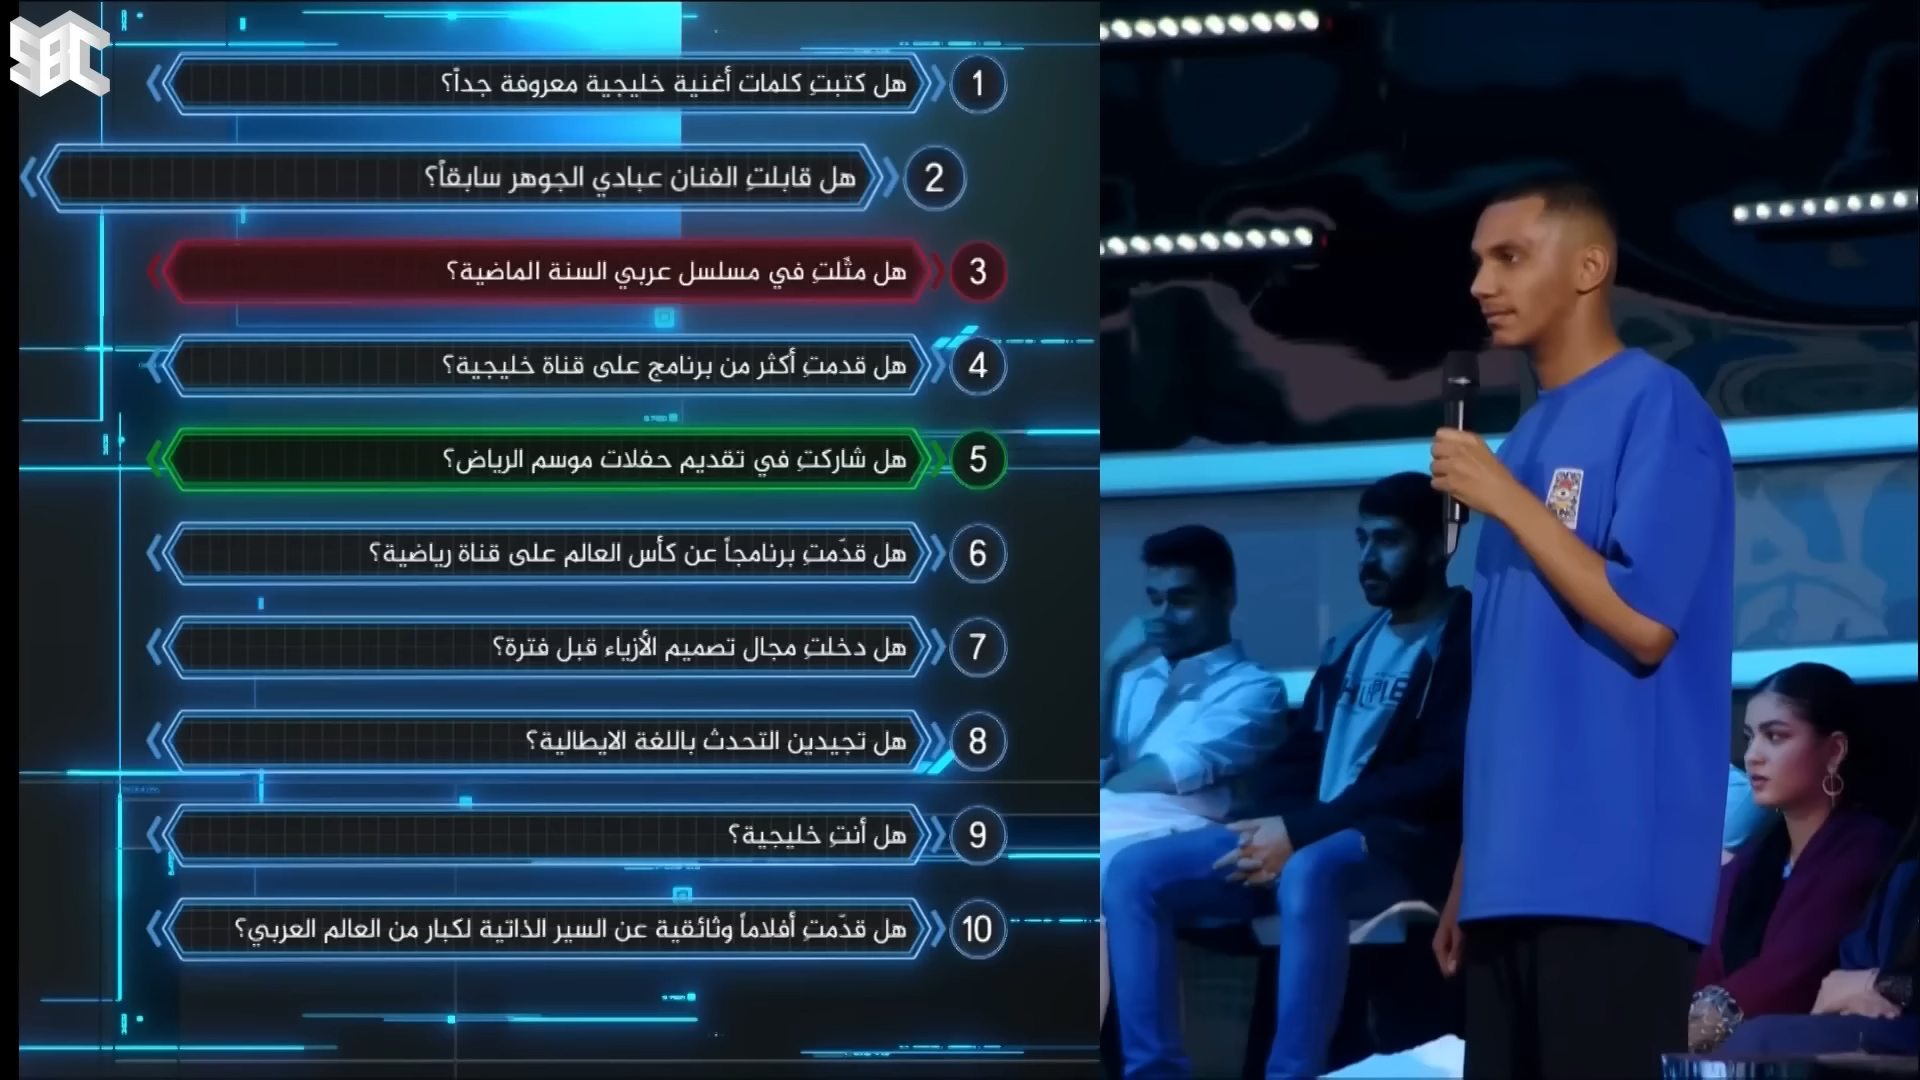 SBC
1 هل كتبتِ كلمات أغنية خليجية معروفة جداً؟
2 هل قابلتِ الفنان عبادي الجوهر سابقاً؟
3 هل مثّلتِ في مسلسل عربي السنة الماضية؟
4 هل قدمتِ أكثر من برنامج على قناة خليجية؟
5 هل شاركتِ في تقديم حفلات موسم الرياض؟
6 هل قدّمتِ برنامجاً عن كأس العالم على قناة رياضية؟
7 هل دخلتِ مجال تصميم الأزياء قبل فترة؟
8 هل تجيدين التحدث باللغة الايطالية؟
9 هل أنتِ خليجية؟
10 هل قدّمتِ أفلاماً وثائقية عن السير الذاتية لكبار من العالم العربي؟